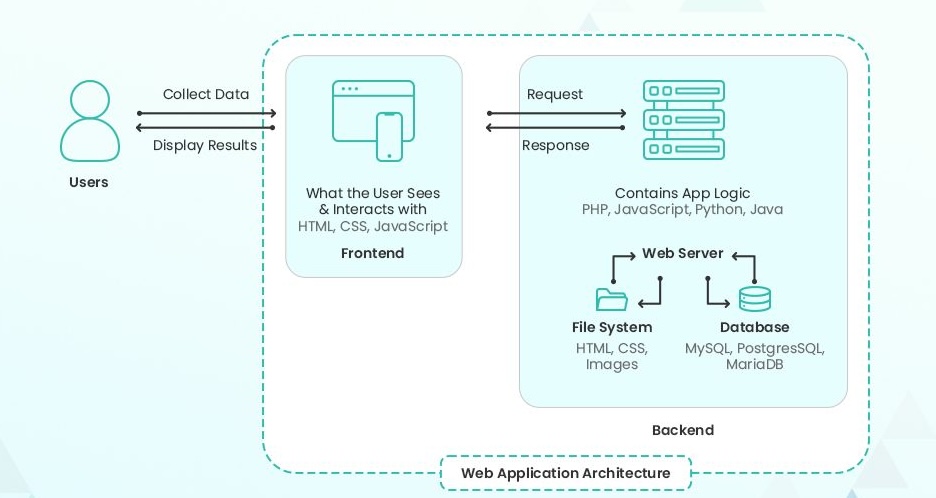 Collect Data
Display Results
Users
What the User Sees
& Interacts with
HTML, CSS, JavaScript
Frontend
Request
Response
Contains App Logic
PHP, JavaScript, Python, Java
Web Server
File System
HTML, CSS,
Images
Database
MySQL, PostgresSQL,
MariaDB
Backend
Web Application Architecture